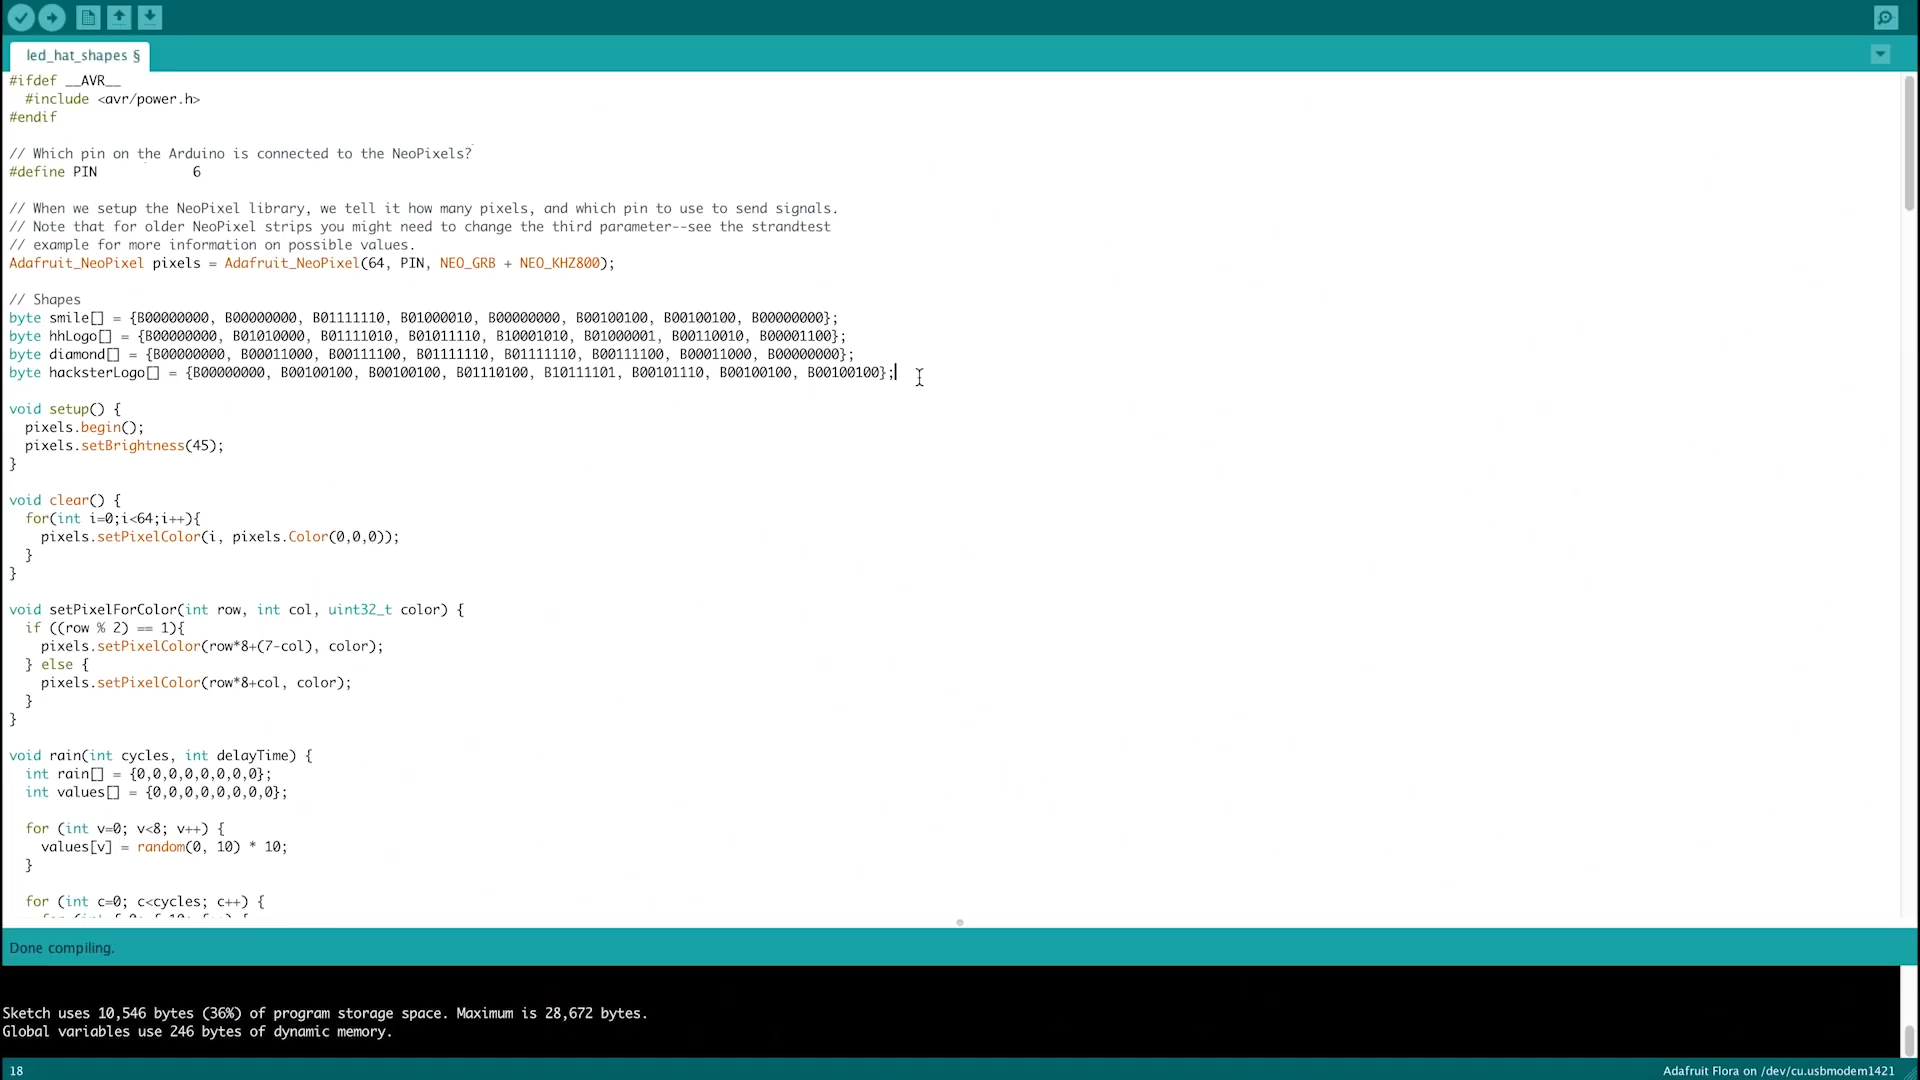 led_hat_shapes §
#ifdef __AVR__
  #include <avr/power.h>
#endif
// Which pin on the Arduino is connected to the NeoPixels?
#define PIN            6
// When we setup the NeoPixel library, we tell it how many pixels, and which pin to use to send signals.
// Note that for older NeoPixel strips you might need to change the third parameter--see the strandtest
// example for more information on possible values.
Adafruit_NeoPixel pixels = Adafruit_NeoPixel(64, PIN, NEO_GRB + NEO_KHZ800);
// Shapes
byte smile[] = {B00000000, B00000000, B01111110, B01000010, B00000000, B00100100, B00100100, B00000000};
byte hhLogo[] = {B00000000, B01010000, B01111010, B01011110, B10001010, B01000001, B00110010, B00001100};
byte diamond[] = {B00000000, B00011000, B00111100, B01111110, B01111110, B00111100, B00011000, B00000000};
byte hacksterLogo[] = {B00000000, B00100100, B00100100, B01110100, B10111101, B00101110, B00100100, B00100100};
void setup() {
  pixels.begin();
  pixels.setBrightness(45);
}
void clear() {
  for(int i=0;i<64;i++){
    pixels.setPixelColor(i, pixels.Color(0,0,0));
  }
}
void setPixelForColor(int row, int col, uint32_t color) {
  if ((row % 2) == 1){
    pixels.setPixelColor(row*8+(7-col), color);
  } else {
    pixels.setPixelColor(row*8+col, color);
  }
}
void rain(int cycles, int delayTime) {
  int rain[] = {0,0,0,0,0,0,0,0};
  int values[] = {0,0,0,0,0,0,0,0};
  for (int v=0; v<8; v++) {
    values[v] = random(0, 10) * 10;
  }
  for (int c=0; c<cycles; c++) {
Done compiling.
Sketch uses 10,546 bytes (36%) of program storage space. Maximum is 28,672 bytes.
Global variables use 246 bytes of dynamic memory.
18
Adafruit Flora on /dev/cu.usbmodem1421